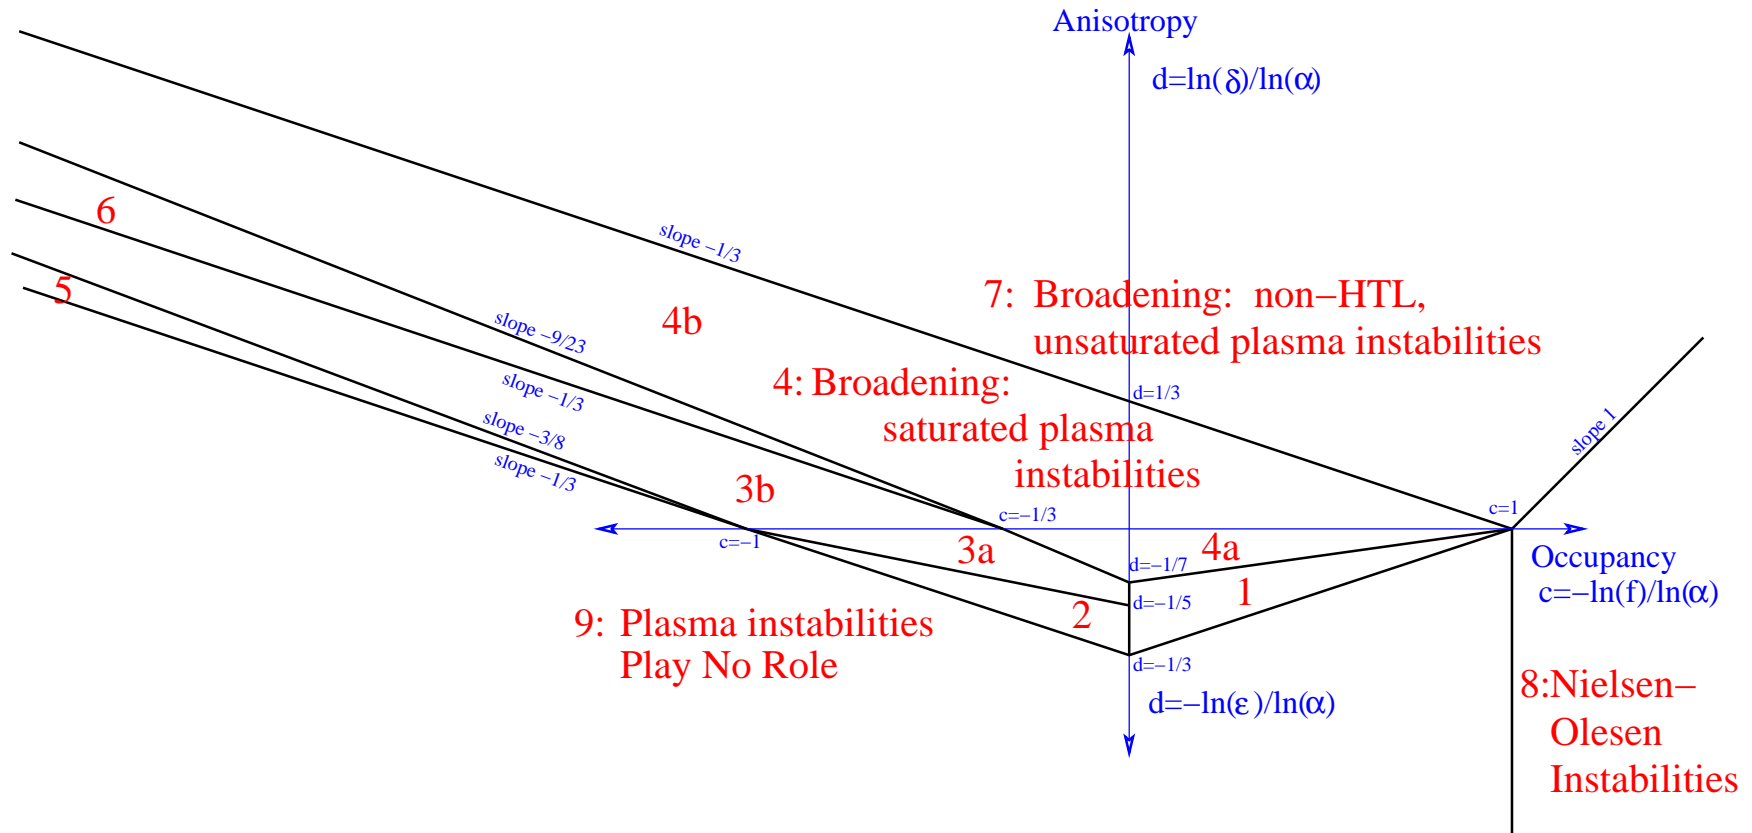 Anisotropy
d=ln(δ)/ln(α)
slope −1/3
6
5
7: Broadening: non−HTL,
unsaturated plasma instabilities
4b
slope −9/23
4: Broadening:
saturated plasma
instabilities
d=1/3
slope 1
slope −1/3
slope −3/8
slope −1/3
3b
c=−1/3
c=1
c=−1
3a
4a
Occupancy
c=−ln(f)/ln(α)
d=−1/7
1
d=−1/5
2
9: Plasma instabilities
Play No Role
d=−1/3
d=−ln(ε)/ln(α)
8:Nielsen−
Olesen
Instabilities